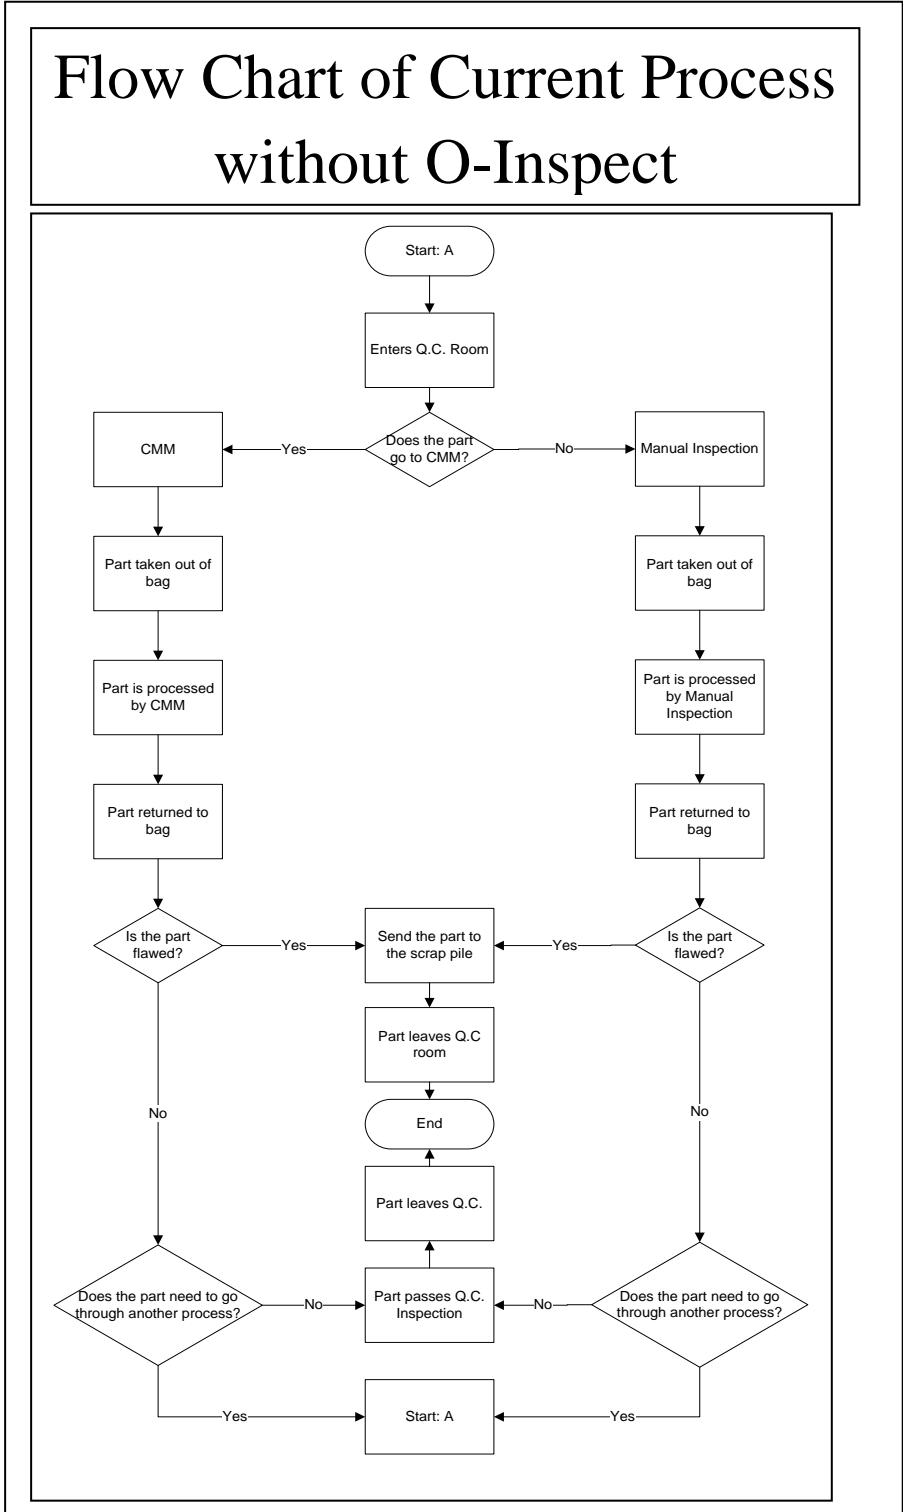 Flow Chart of Current Process
without O-Inspect
Start: A
Enters Q.C. Room
Does the part
go to CMM?
Yes
No
CMM
Manual Inspection
Part taken out of
bag
Part taken out of
bag
Part is processed
by CMM
Part is processed
by Manual
Inspection
Part returned to
bag
Part returned to
bag
Is the part
flawed?
Yes
Send the part to
the scrap pile
Yes
Is the part
flawed?
Part leaves Q.C
room
No
End
No
Part leaves Q.C.
Does the part need to go
through another process?
No
Part passes Q.C.
Inspection
No
Does the part need to go
through another process?
Yes
Start: A
Yes